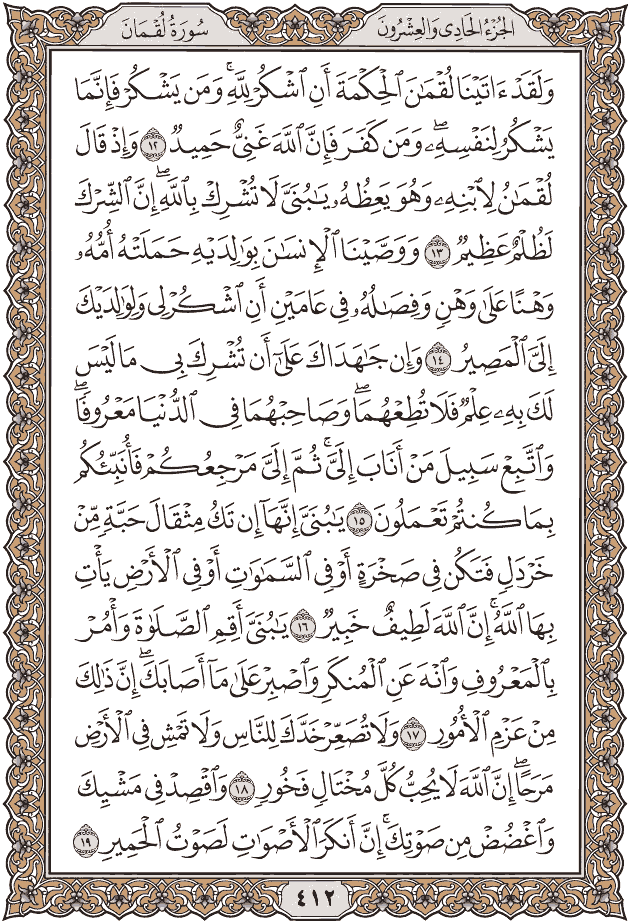 الجُزْءُ الحَادِى وَالعِشْرُونَ
سُورَةُ لُقْمَانَ
وَلَقَدْ ءَاتَيْنَا لُقْمَٰنَ ٱلْحِكْمَةَ أَنِ ٱشْكُرْ لِلَّهِ ۚ وَمَن يَشْكُرْ فَإِنَّمَا
يَشْكُرُ لِنَفْسِهِۦ ۖ وَمَن كَفَرَ فَإِنَّ ٱللَّهَ غَنِىٌّ حَمِيدٌ ١٢ وَإِذْ قَالَ
لُقْمَٰنُ لِٱبْنِهِۦ وَهُوَ يَعِظُهُۥ يَٰبُنَىَّ لَا تُشْرِكْ بِٱللَّهِ ۖ إِنَّ ٱلشِّرْكَ
لَظُلْمٌ عَظِيمٌ ١٣ وَوَصَّيْنَا ٱلْإِنسَٰنَ بِوَٰلِدَيْهِ حَمَلَتْهُ أُمُّهُۥ
وَهْنًا عَلَىٰ وَهْنٍ وَفِصَٰلُهُۥ فِى عَامَيْنِ أَنِ ٱشْكُرْ لِى وَلِوَٰلِدَيْكَ
إِلَىَّ ٱلْمَصِيرُ ١٤ وَإِن جَٰهَدَاكَ عَلَىٰٓ أَن تُشْرِكَ بِى مَا لَيْسَ
لَكَ بِهِۦ عِلْمٌ فَلَا تُطِعْهُمَا ۖ وَصَاحِبْهُمَا فِى ٱلدُّنْيَا مَعْرُوفًا ۖ
وَٱتَّبِعْ سَبِيلَ مَنْ أَنَابَ إِلَىَّ ۚ ثُمَّ إِلَىَّ مَرْجِعُكُمْ فَأُنَبِّئُكُم
بِمَا كُنتُمْ تَعْمَلُونَ ١٥ يَٰبُنَىَّ إِنَّهَآ إِن تَكُ مِثْقَالَ حَبَّةٍ مِّنْ
خَرْدَلٍ فَتَكُن فِى صَخْرَةٍ أَوْ فِى ٱلسَّمَٰوَٰتِ أَوْ فِى ٱلْأَرْضِ يَأْتِ
بِهَا ٱللَّهُ ۚ إِنَّ ٱللَّهَ لَطِيفٌ خَبِيرٌ ١٦ يَٰبُنَىَّ أَقِمِ ٱلصَّلَوٰةَ وَأْمُرْ
بِٱلْمَعْرُوفِ وَٱنْهَ عَنِ ٱلْمُنكَرِ وَٱصْبِرْ عَلَىٰ مَآ أَصَابَكَ ۖ إِنَّ ذَٰلِكَ
مِنْ عَزْمِ ٱلْأُمُورِ ١٧ وَلَا تُصَعِّرْ خَدَّكَ لِلنَّاسِ وَلَا تَمْشِ فِى ٱلْأَرْضِ
مَرَحًا ۖ إِنَّ ٱللَّهَ لَا يُحِبُّ كُلَّ مُخْتَالٍ فَخُورٍ ١٨ وَٱقْصِدْ فِى مَشْيِكَ
وَٱغْضُضْ مِن صَوْتِكَ ۚ إِنَّ أَنكَرَ ٱلْأَصْوَٰتِ لَصَوْتُ ٱلْحَمِيرِ ١٩
٤١٢